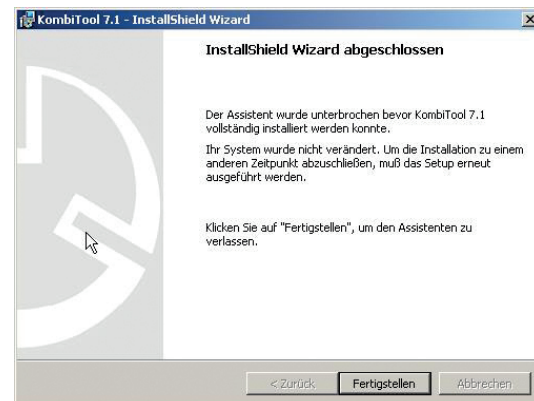 KombiTool 7.1 - InstallShield Wizard
InstallShield Wizard abgeschlossen
Der Assistent wurde unterbrochen bevor KombiTool 7.1
vollständig installiert werden konnte.
Ihr System wurde nicht verändert. Um die Installation zu einem
anderen Zeitpunkt abzuschließen, muß das Setup erneut
ausgeführt werden.
Klicken Sie auf "Fertigstellen", um den Assistenten zu
verlassen.
< Zurück
Fertigstellen
Abbrechen